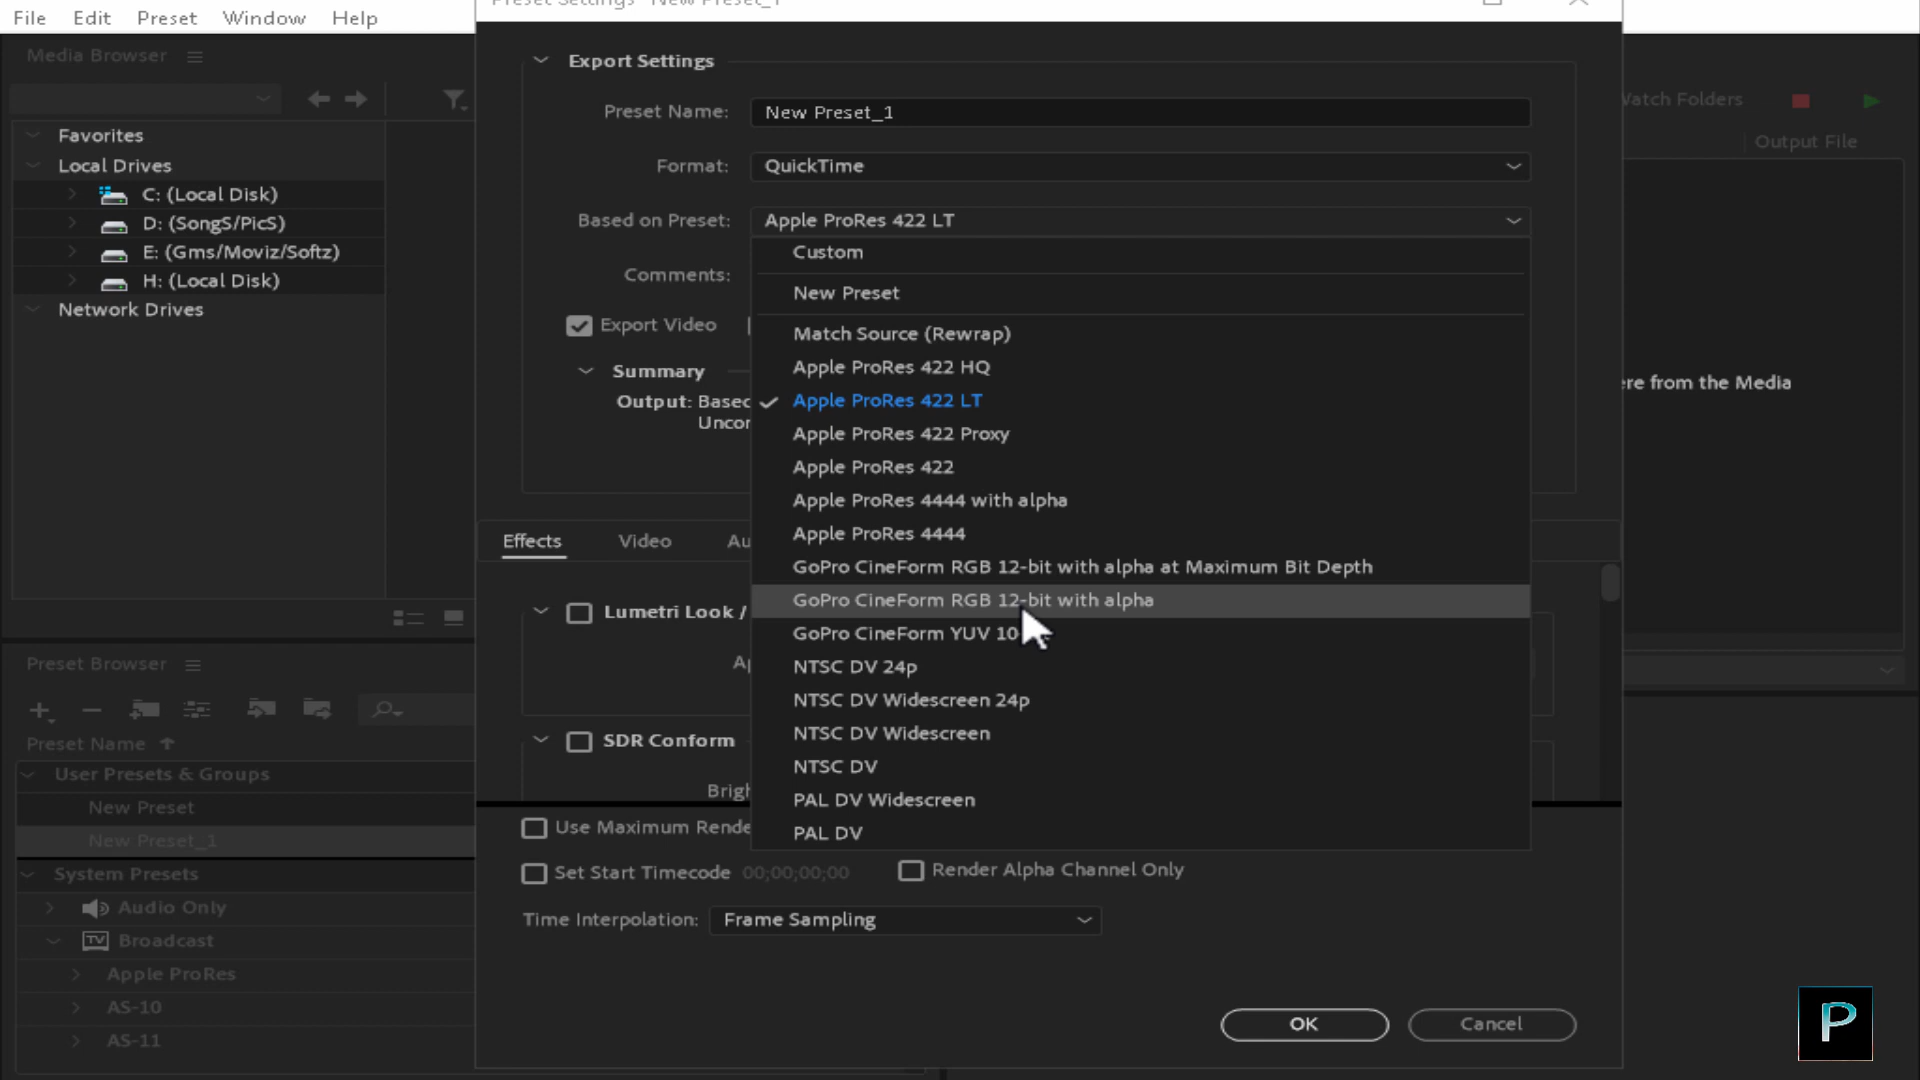 File Edit Preset Window Help
Media Browser
Favorites
Local Drives
C: (Local Disk)
D: (SongS/PicS)
E: (Gms/Moviz/Softz)
H: (Local Disk)
Network Drives
Preset Browser
Preset Name
User Presets & Groups
New Preset
New Preset_1
System Presets
Audio Only
TV Broadcast
Apple ProRes
AS-10
AS-11
Preset Settings - New Preset_1
Export Settings
Preset Name: New Preset_1
Format: QuickTime
Based on Preset: Apple ProRes 422 LT
Custom
Comments:
New Preset
Export Video
Match Source (Rewrap)
Apple ProRes 422 HQ
Summary
Output:
Apple ProRes 422 LT
Apple ProRes 422 Proxy
Apple ProRes 422
Apple ProRes 4444 with alpha
Apple ProRes 4444
Effects Video
GoPro CineForm RGB 12-bit with alpha at Maximum Bit Depth
GoPro CineForm RGB 12-bit with alpha
Lumetri Look /
GoPro CineForm YUV 10
NTSC DV 24p
NTSC DV Widescreen 24p
NTSC DV Widescreen
SDR Conform
NTSC DV
PAL DV Widescreen
PAL DV
Use Maximum
Set Start Timecode 00;00;00;00
Render Alpha Channel Only
Time Interpolation: Frame Sampling
OK Cancel
Watch Folders
Output File
from the Media
P